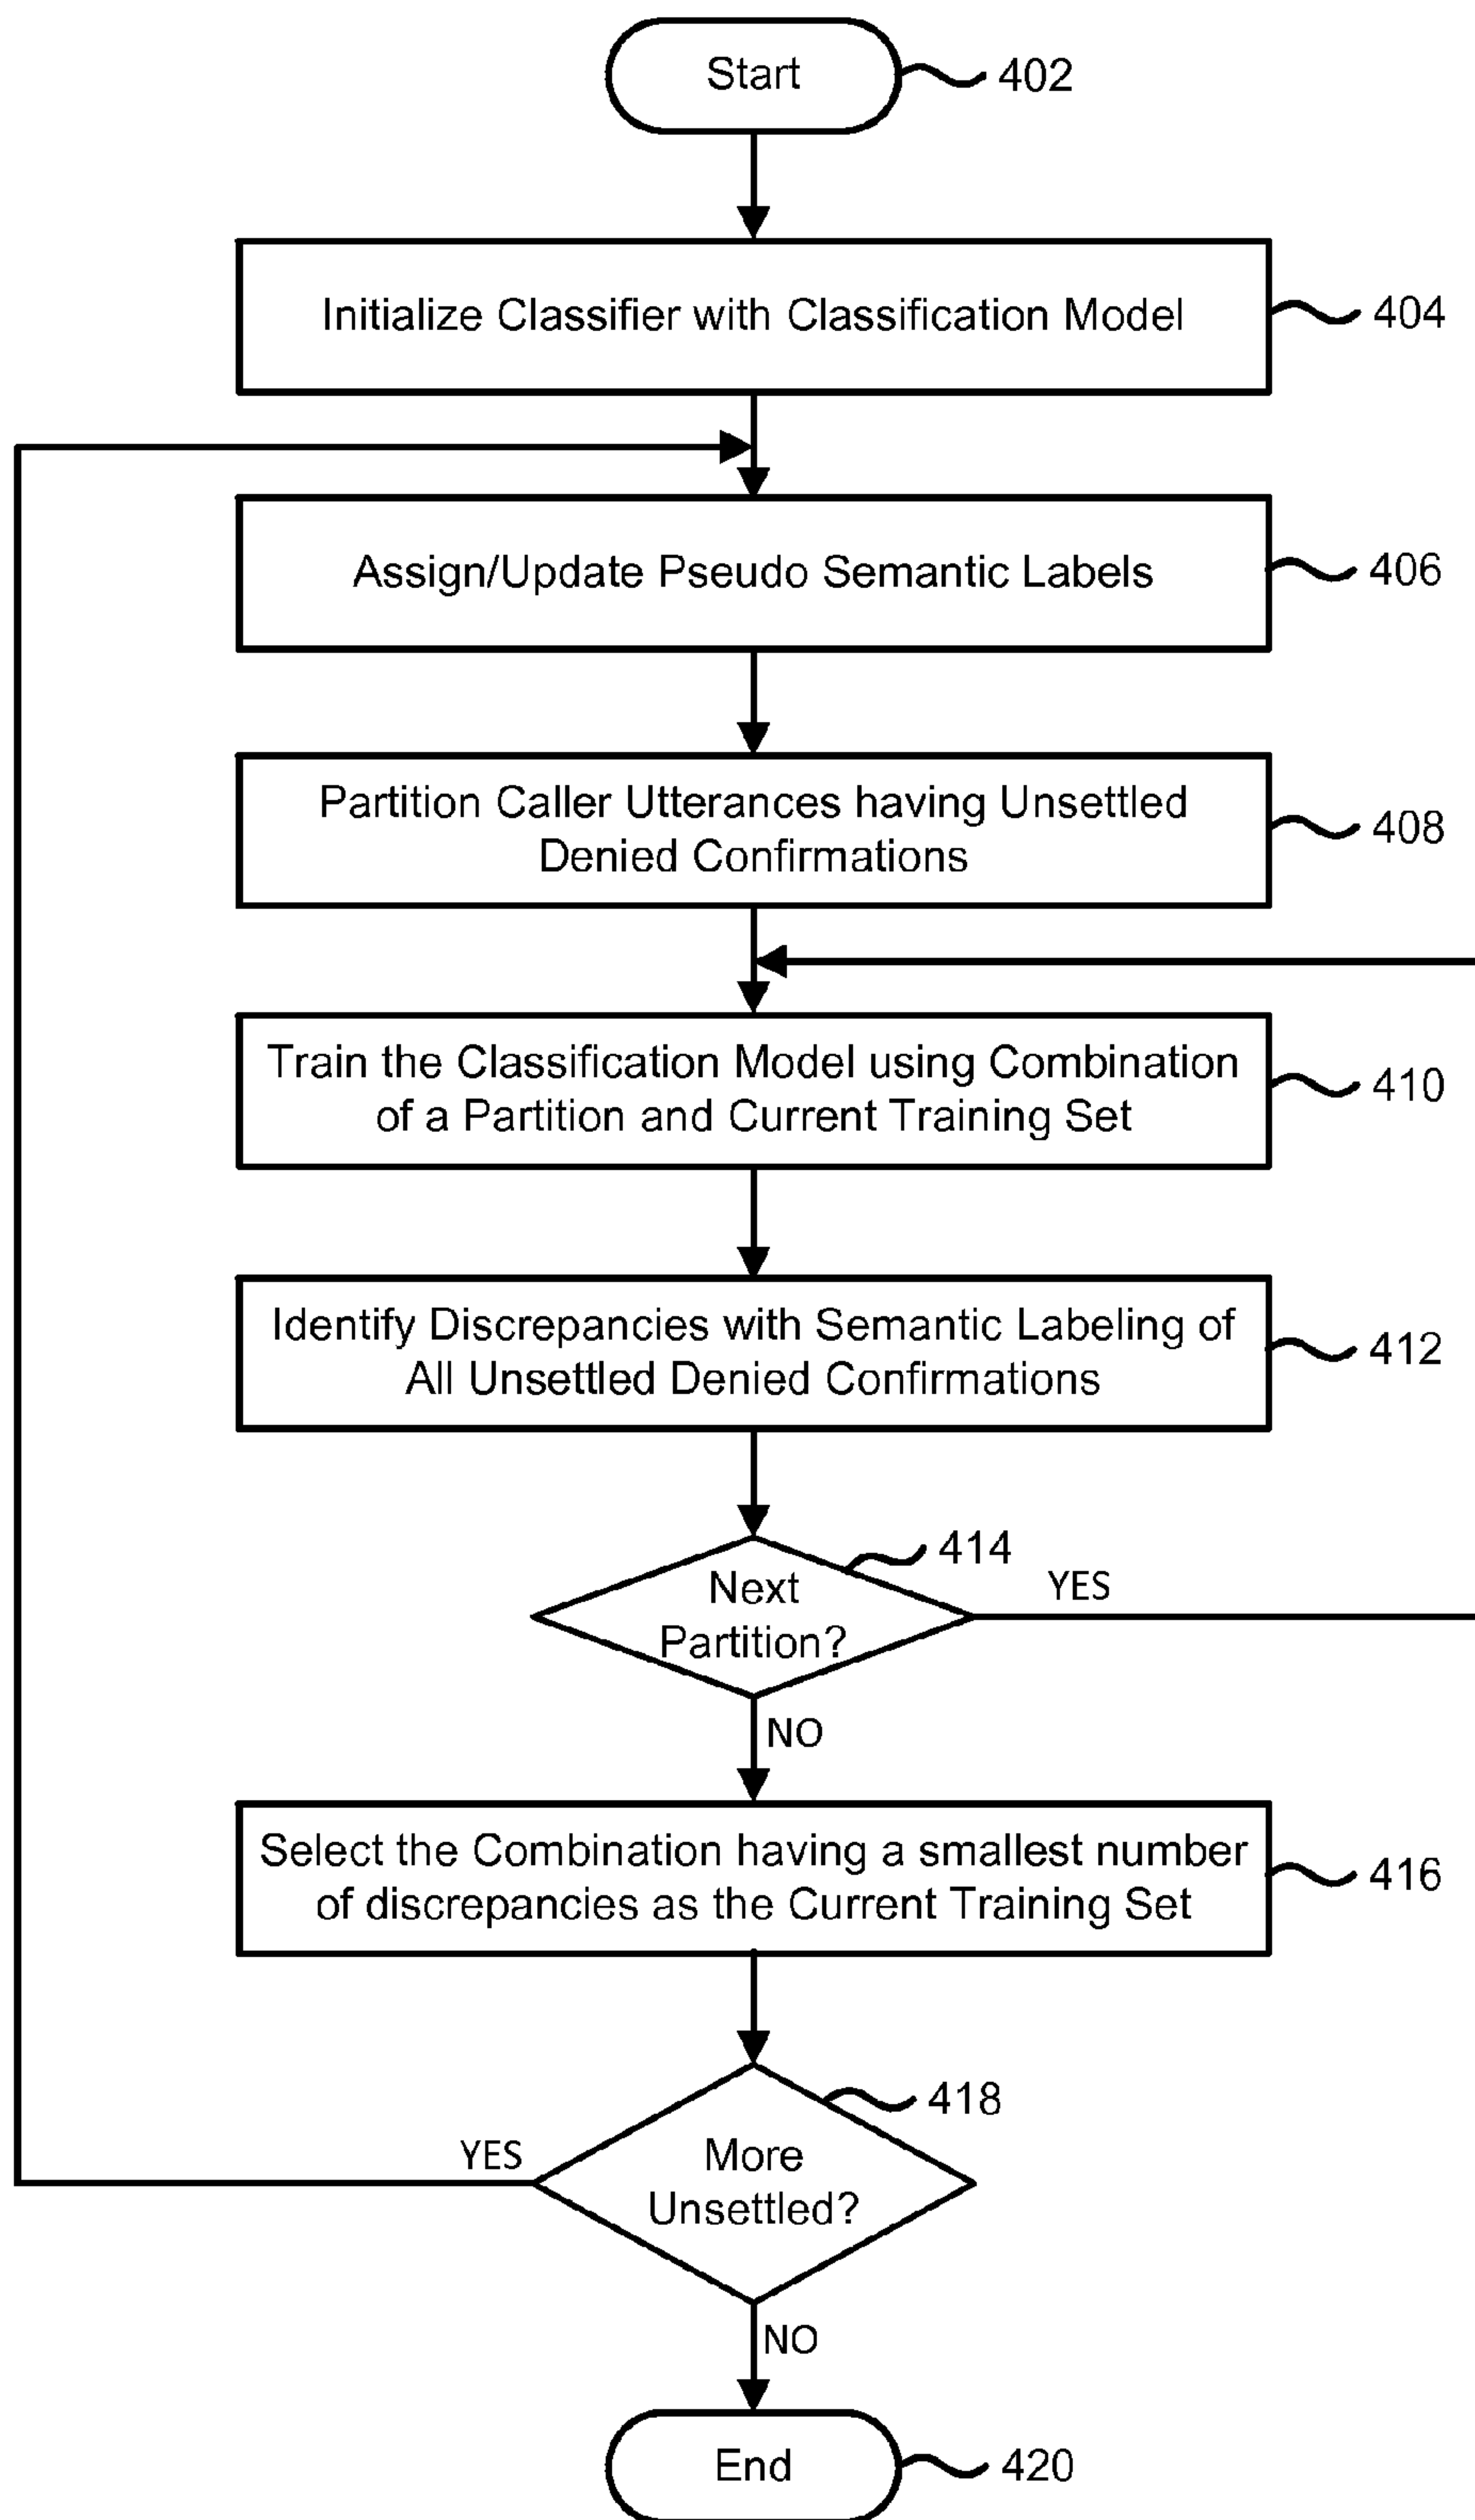 Start
402
Initialize Classifier with Classification Model
404
Assign/Update Pseudo Semantic Labels
406
Partition Caller Utterances having Unsettled
Denied Confirmations
408
Train the Classification Model using Combination
of a Partition and Current Training Set
410
Identify Discrepancies with Semantic Labeling of
All Unsettled Denied Confirmations
412
414
Next
Partition?
YES
NO
Select the Combination having a smallest number
of discrepancies as the Current Training Set
416
418
YES
More
Unsettled?
NO
End
420